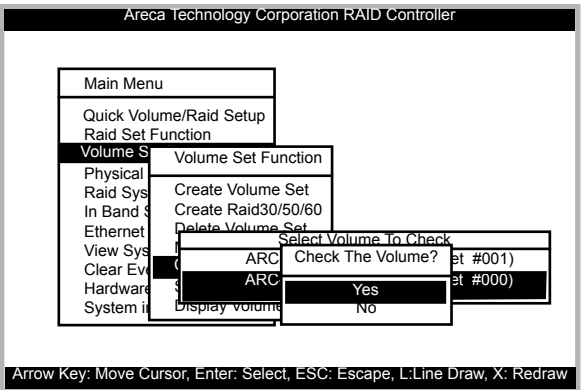 Areca Technology Corporation RAID Controller
Main Menu
Quick Volume/Raid Setup
Raid Set Function
Volume S
Physical
Raid Sys
In Band S
Ethernet
View Sys
Clear Eve
Hardware
System i
Volume Set Function
Create Volume Set
Create Raid30/50/60
Delete Volume Set
Display Volume
Select Volume To Check
ARC
et #001)
ARC
et #000)
Check The Volume?
Yes
No
Arrow Key: Move Cursor, Enter: Select, ESC: Escape, L:Line Draw, X: Redraw